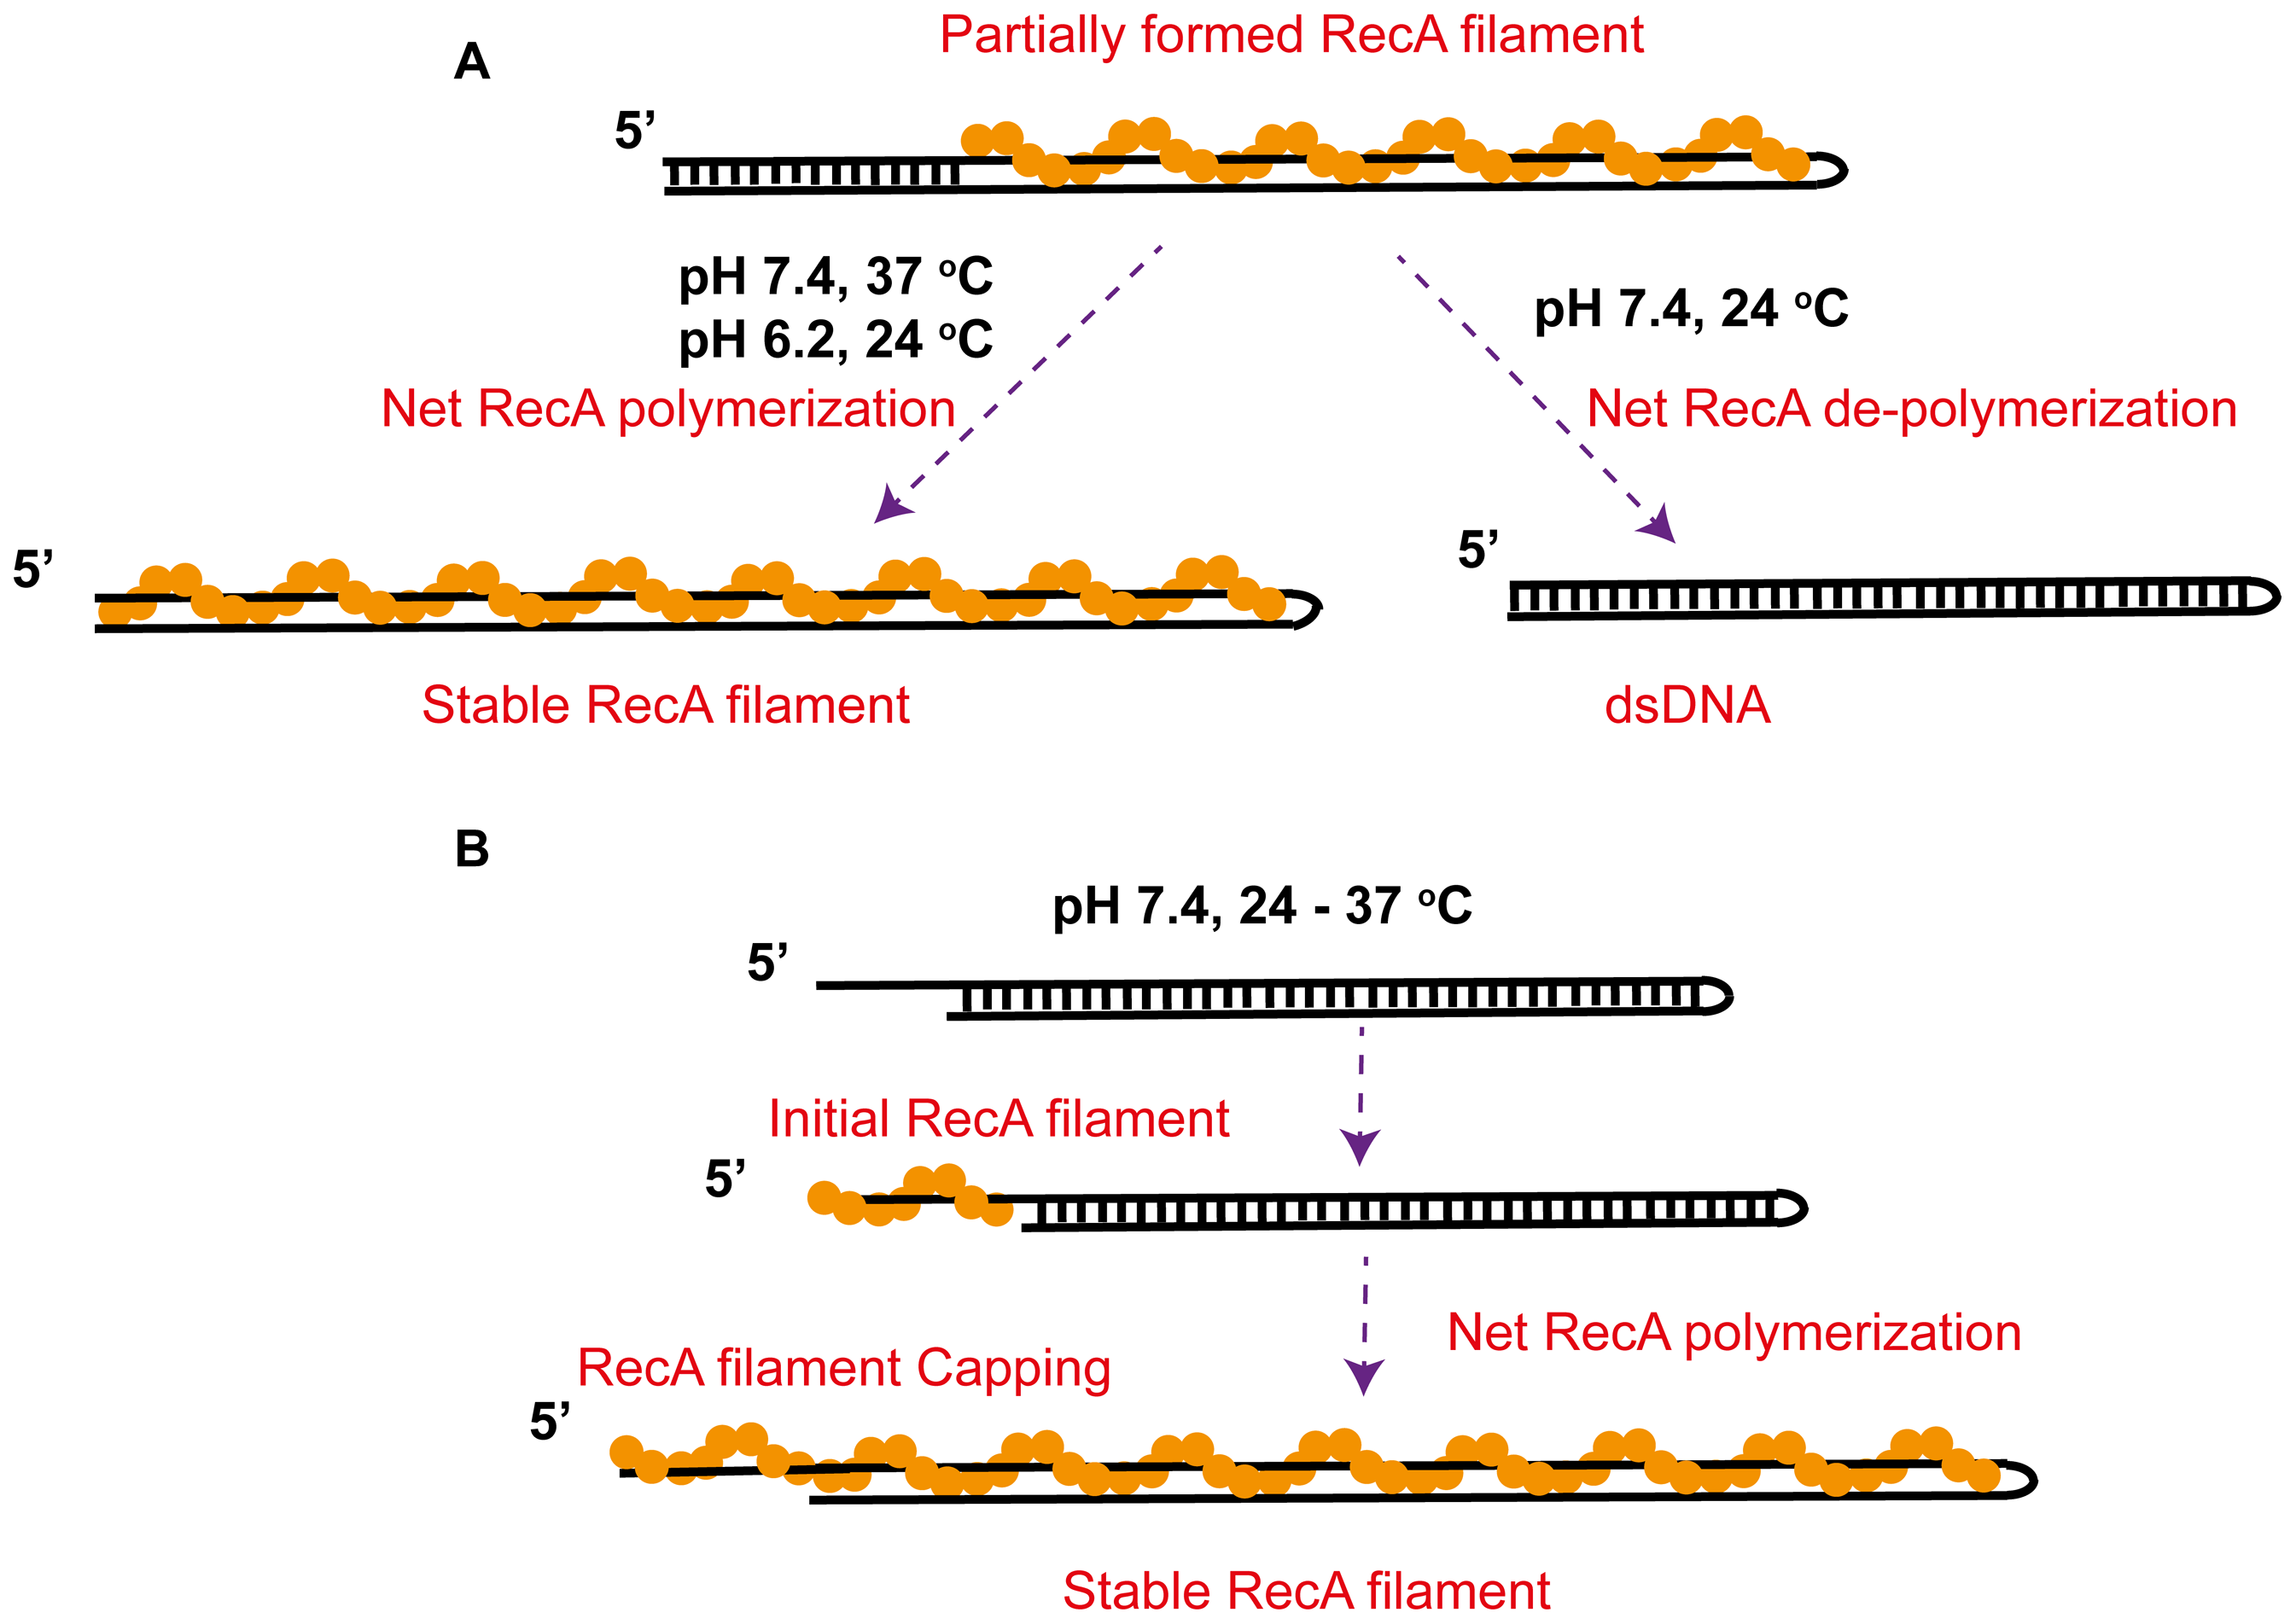 A
Partially formed RecA filament
5’
pH 7.4, 37 °C
pH 6.2, 24 °C
pH 7.4, 24 °C
Net RecA polymerization
Net RecA de-polymerization
5’
5’
Stable RecA filament
dsDNA
B
pH 7.4, 24 - 37 °C
5’
Initial RecA filament
5’
Net RecA polymerization
RecA filament Capping
5’
Stable RecA filament